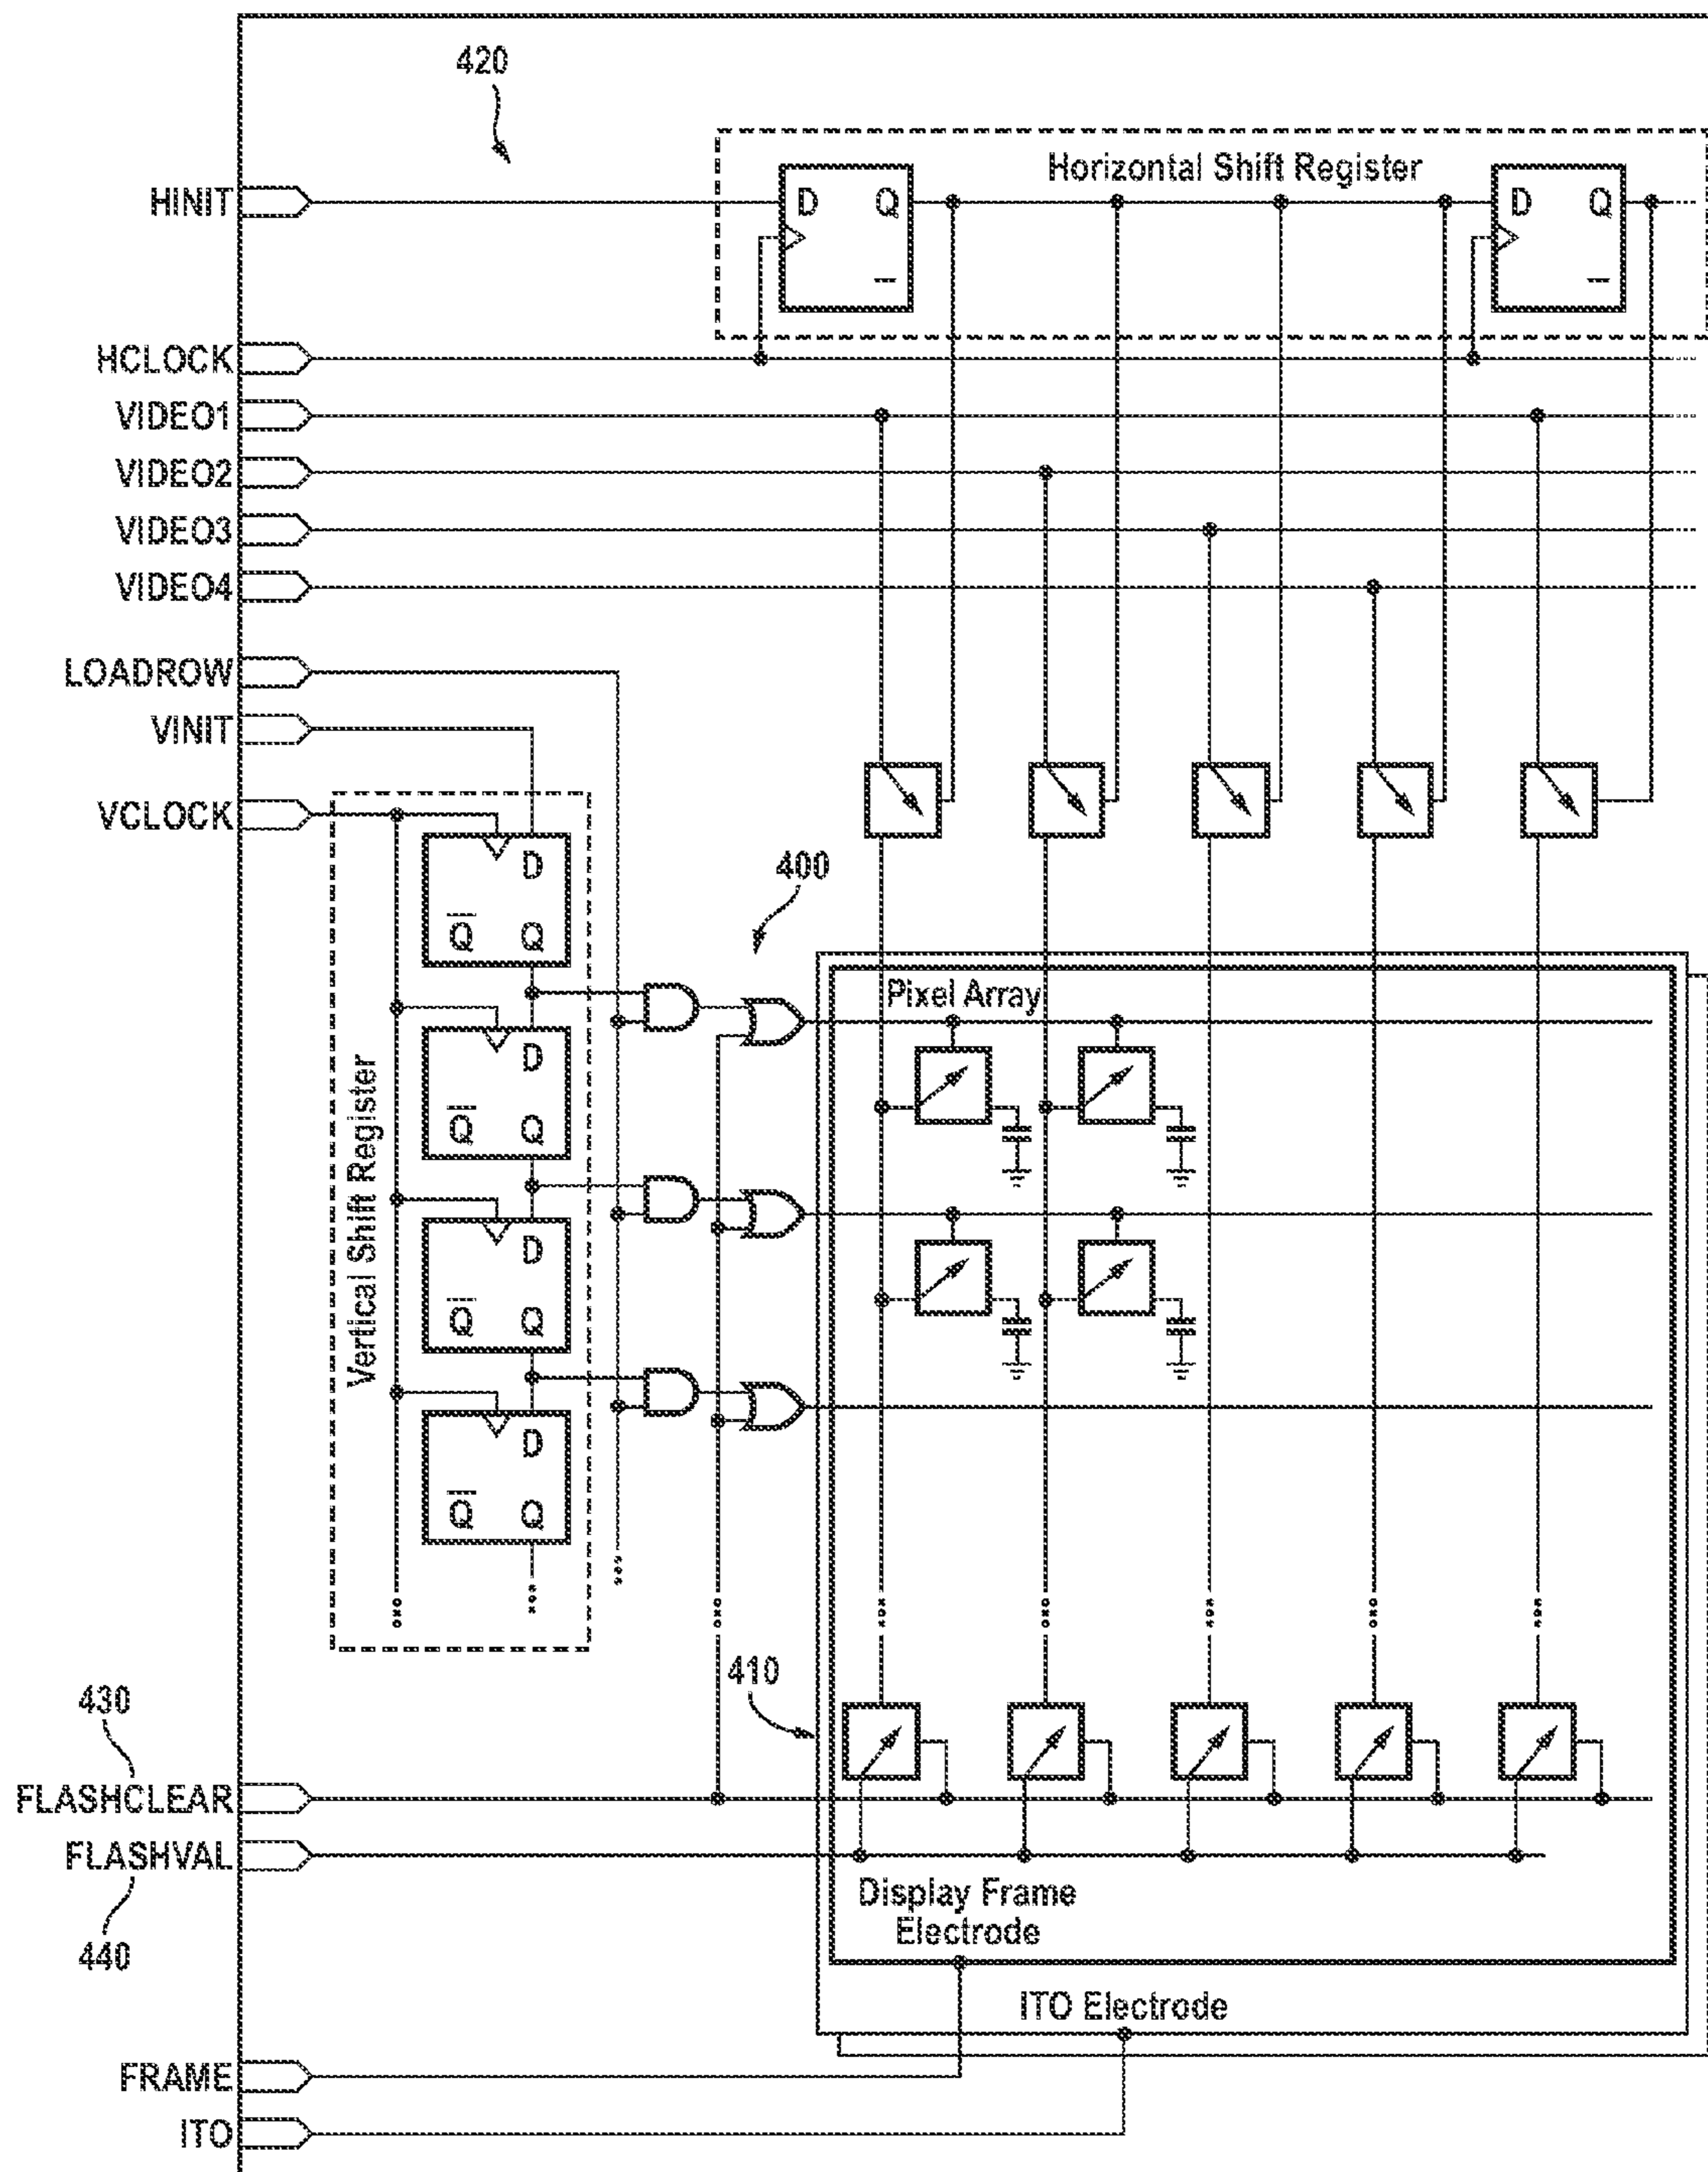 420
Horizontal Shift Register
HINIT
D Q
D Q
HCLOCK
VIDEO1
VIDEO2
VIDEO3
VIDEO4
LOADROW
VINIT
VCLOCK
D
Q Q
400
Pixel Array
Vertical Shift Register
D
Q Q
D
Q Q
D
Q Q
410
430
FLASHCLEAR
FLASHVAL
440
Display Frame
Electrode
ITO Electrode
FRAME
ITO